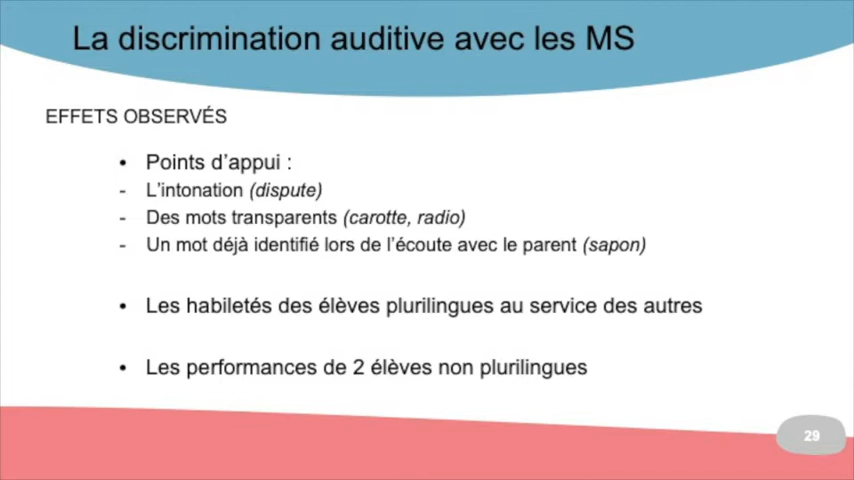 La discrimination auditive avec les MS
EFFETS OBSERVÉS
• Points d'appui :
- L'intonation (dispute)
- Des mots transparents (carotte, radio)
- Un mot déjà identifié lors de l'écoute avec le parent (sapon)
• Les habiletés des élèves plurilingues au service des autres
• Les performances de 2 élèves non plurilingues
29